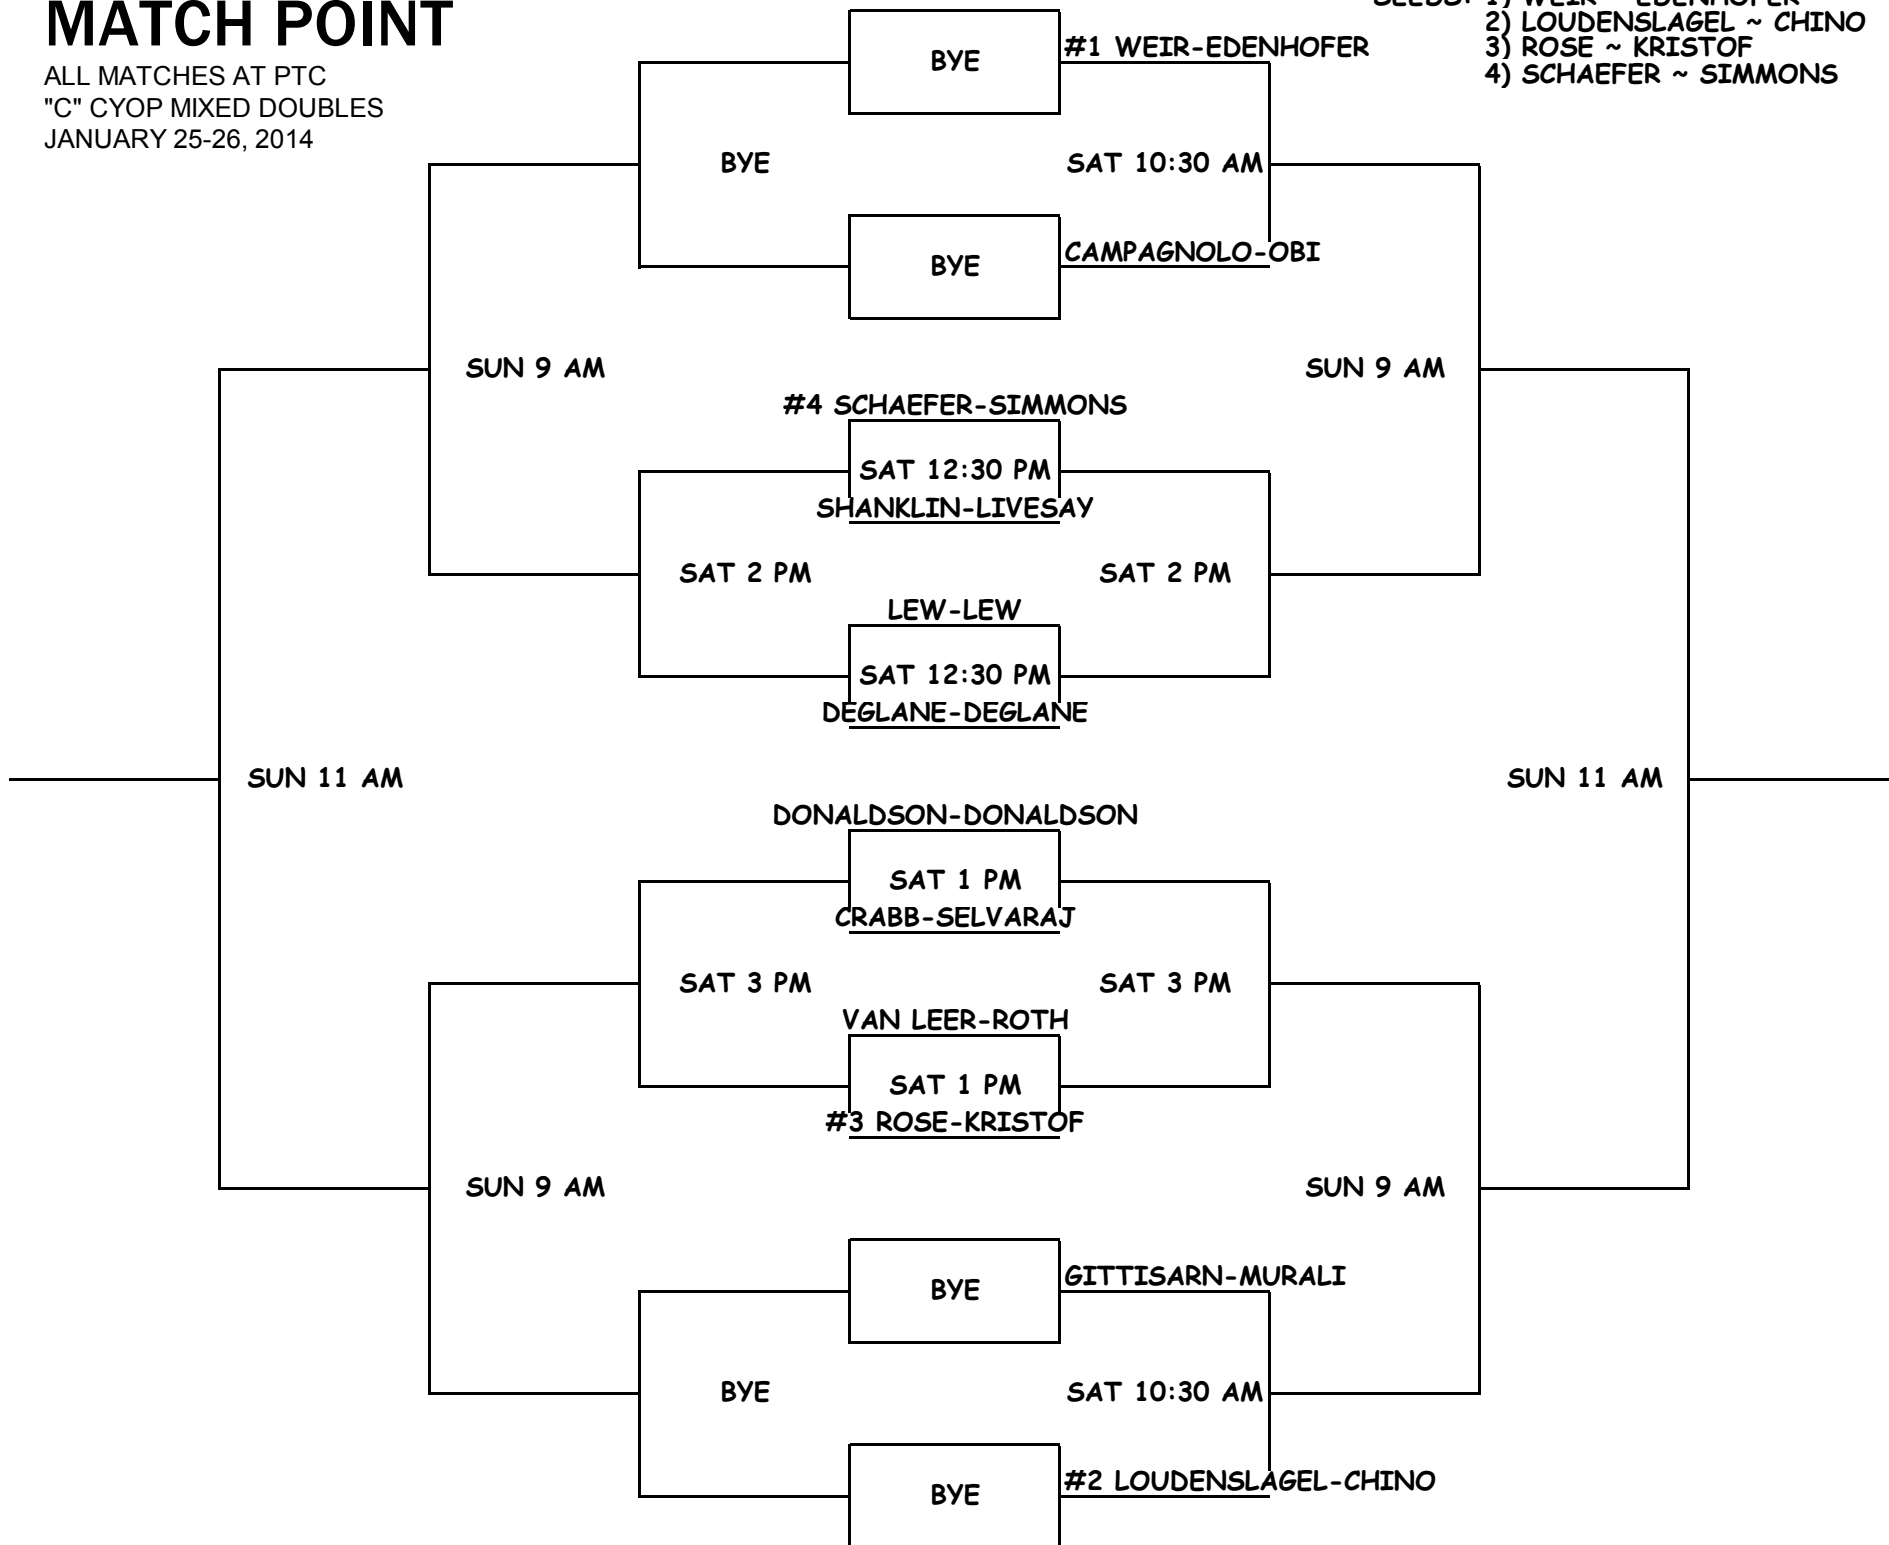 MATCH POINT
SEEDS: 1) WEIR ~ EDENHOFER
2) LOUDENSLAGEL ~ CHINO
3) ROSE ~ KRISTOF
4) SCHAEFER ~ SIMMONS
ALL MATCHES AT PTC
"C" CYOP MIXED DOUBLES
JANUARY 25-26, 2014
BYE
#1 WEIR-EDENHOFER
BYE
SAT 10:30 AM
BYE
CAMPAGNOLO-OBI
SUN 9 AM
SUN 9 AM
#4 SCHAEFER-SIMMONS
SAT 12:30 PM
SHANKLIN-LIVESAY
SAT 2 PM
SAT 2 PM
LEW-LEW
SAT 12:30 PM
DEGLANE-DEGLANE
SUN 11 AM
SUN 11 AM
DONALDSON-DONALDSON
SAT 1 PM
CRABB-SELVARAJ
SAT 3 PM
SAT 3 PM
VAN LEER-ROTH
SAT 1 PM
#3 ROSE-KRISTOF
SUN 9 AM
SUN 9 AM
BYE
GITTISARN-MURALI
BYE
SAT 10:30 AM
BYE
#2 LOUDENSLAGEL-CHINO